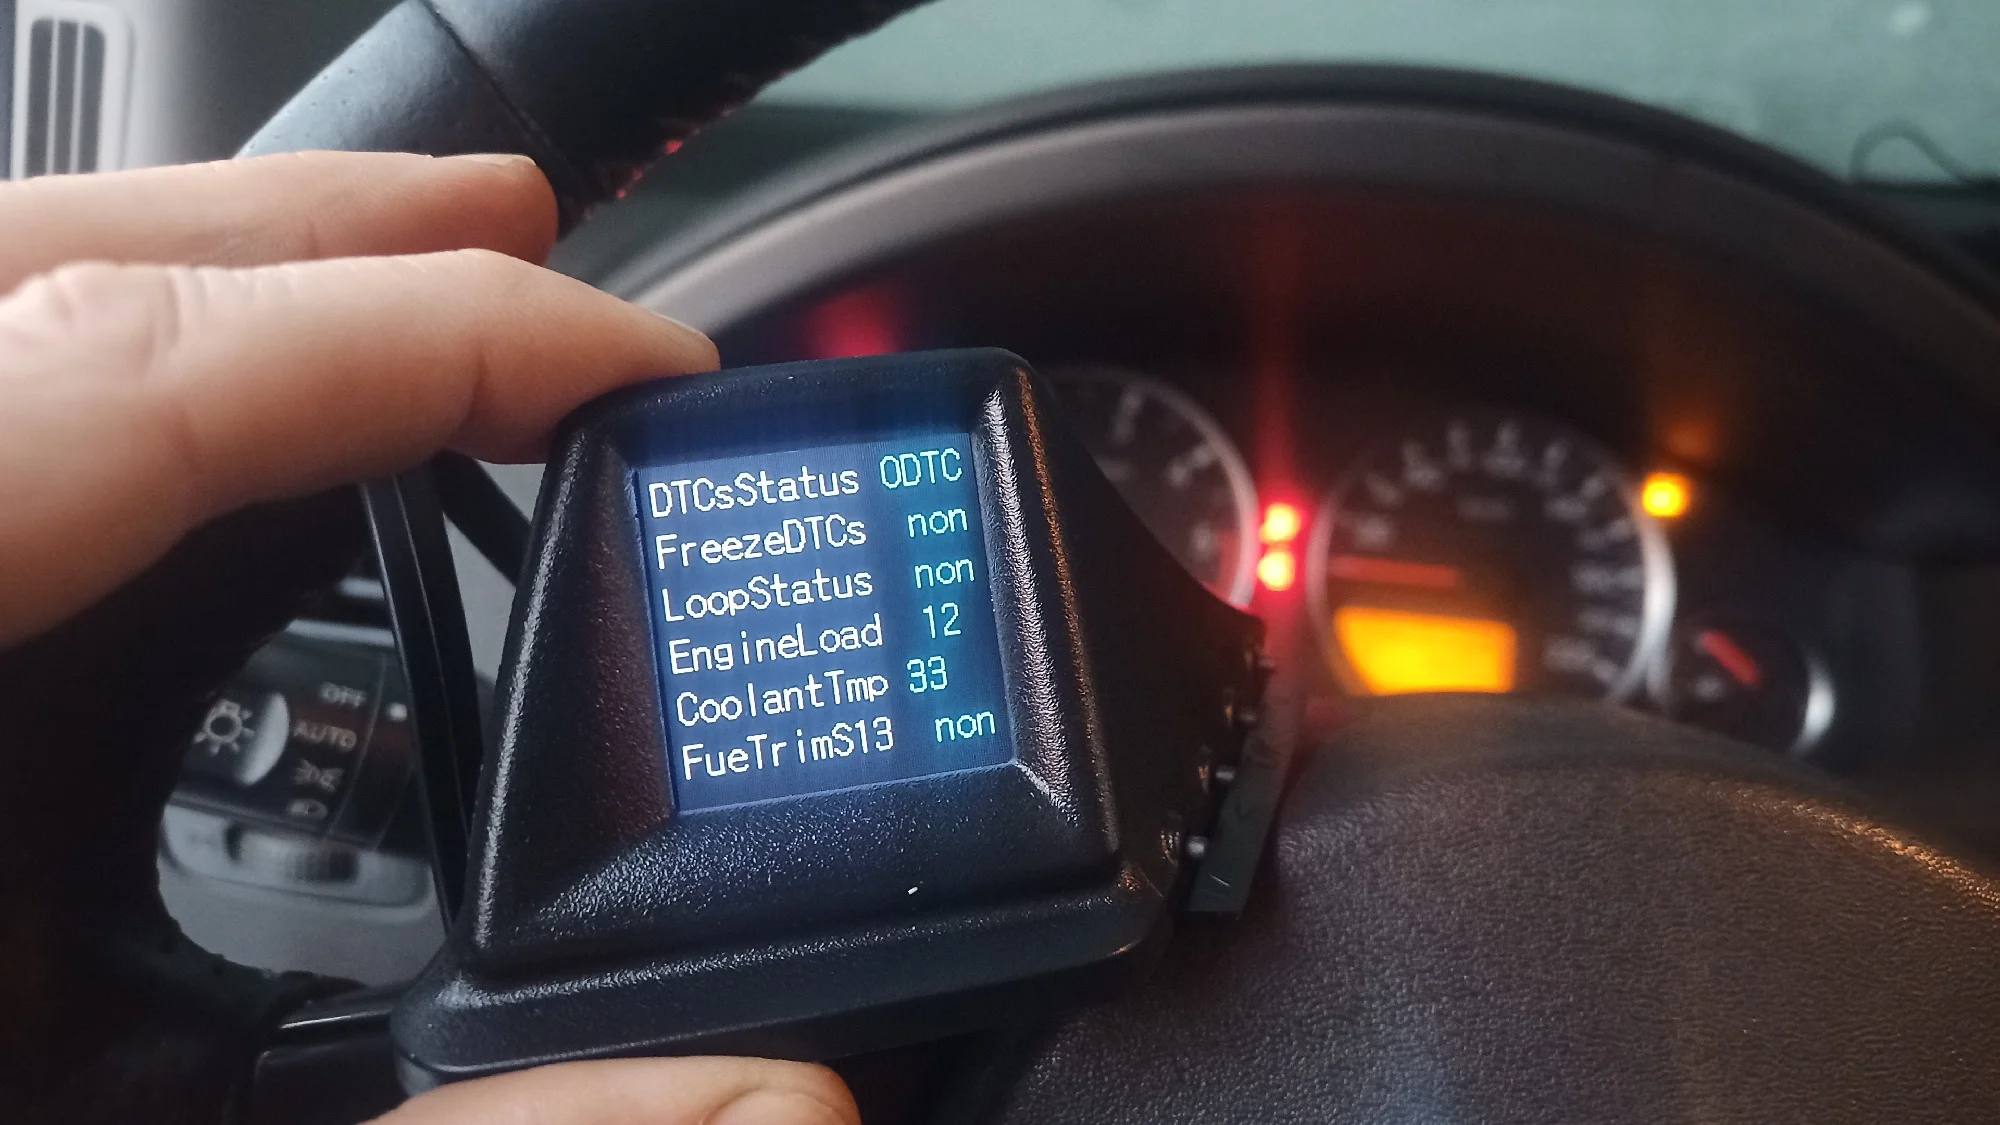 DTCsStatus 0DTC
FreezeDTCs non
LoopStatus non
EngineLoad 12
CoolantTmp 33
FueTrimS13 non
OFF
AUTO